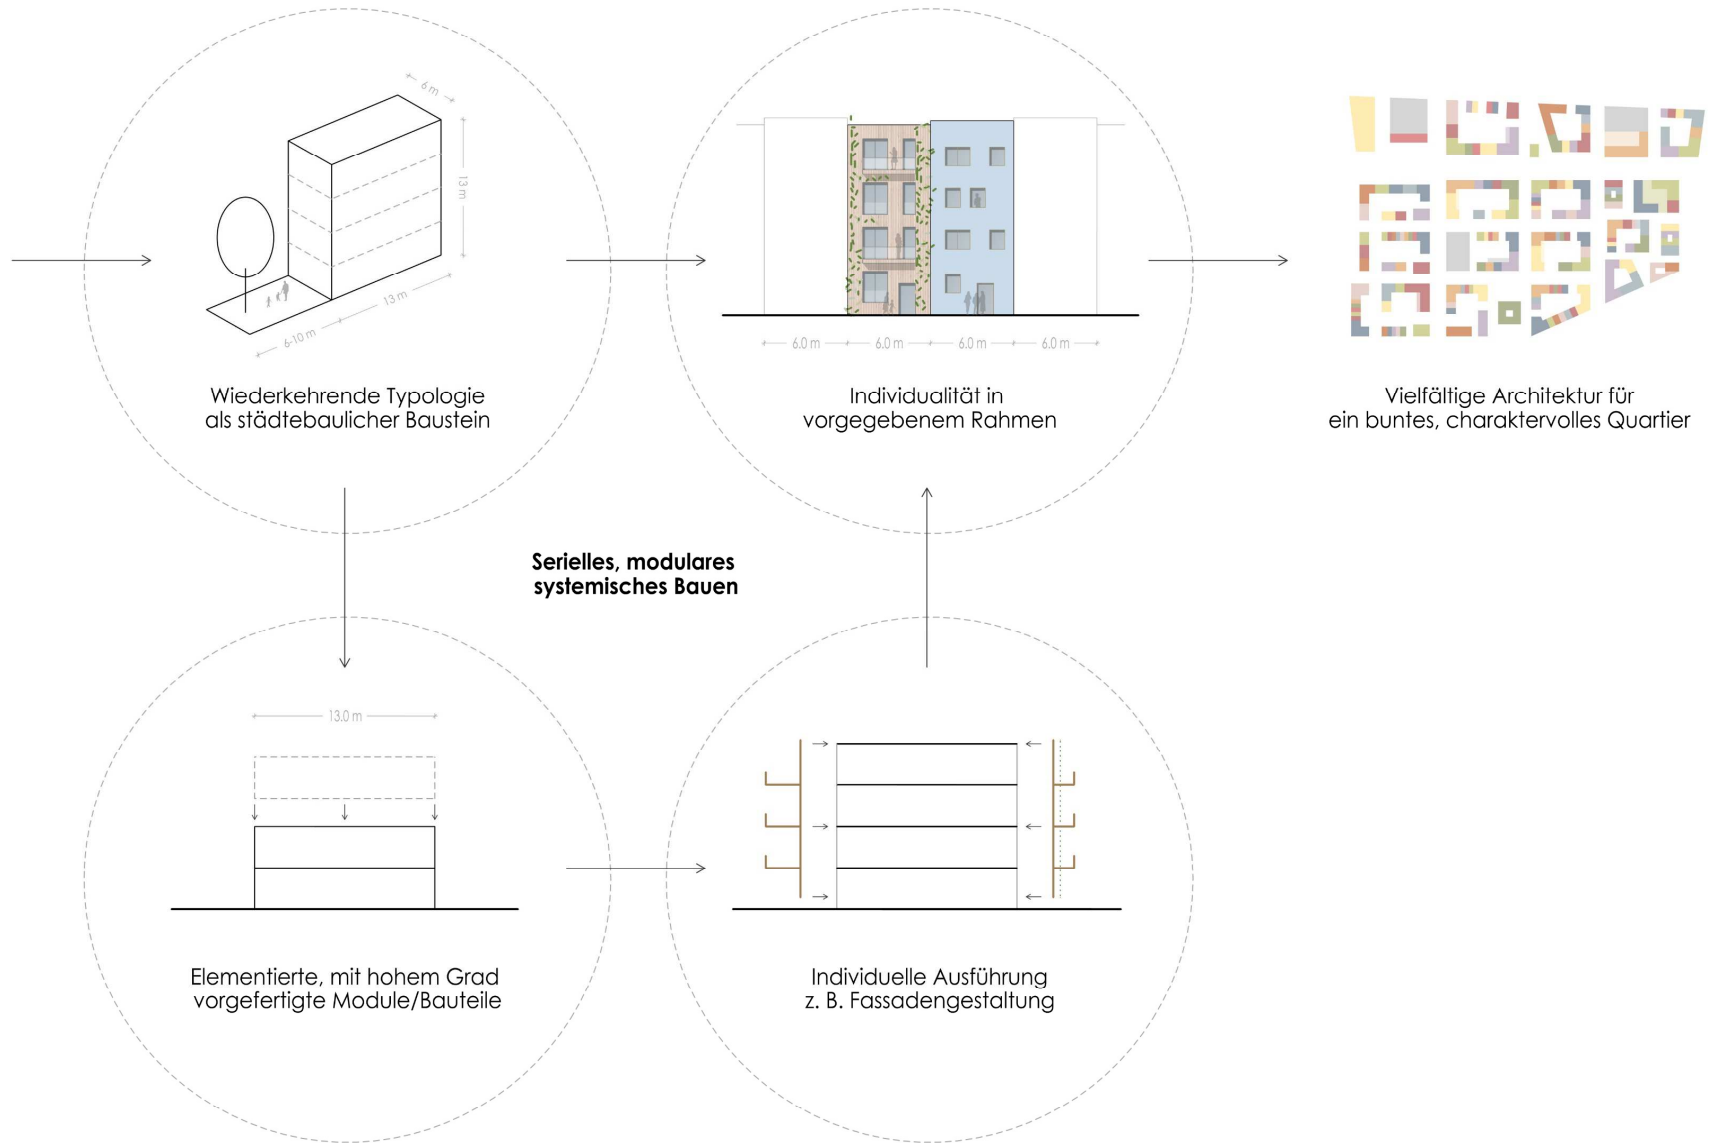 6 m
13 m
13 m
6-10 m
Wiederkehrende Typologie
als städtebaulicher Baustein
6.0 m
6.0 m
6.0 m
6.0 m
Individualität in
vorgegebenem Rahmen
Vielfältige Architektur für
ein buntes, charaktervolles Quartier
Serielles, modulares
systemisches Bauen
13.0 m
Elementierte, mit hohem Grad
vorgefertigte Module/Bauteile
Individuelle Ausführung
z. B. Fassadengestaltung